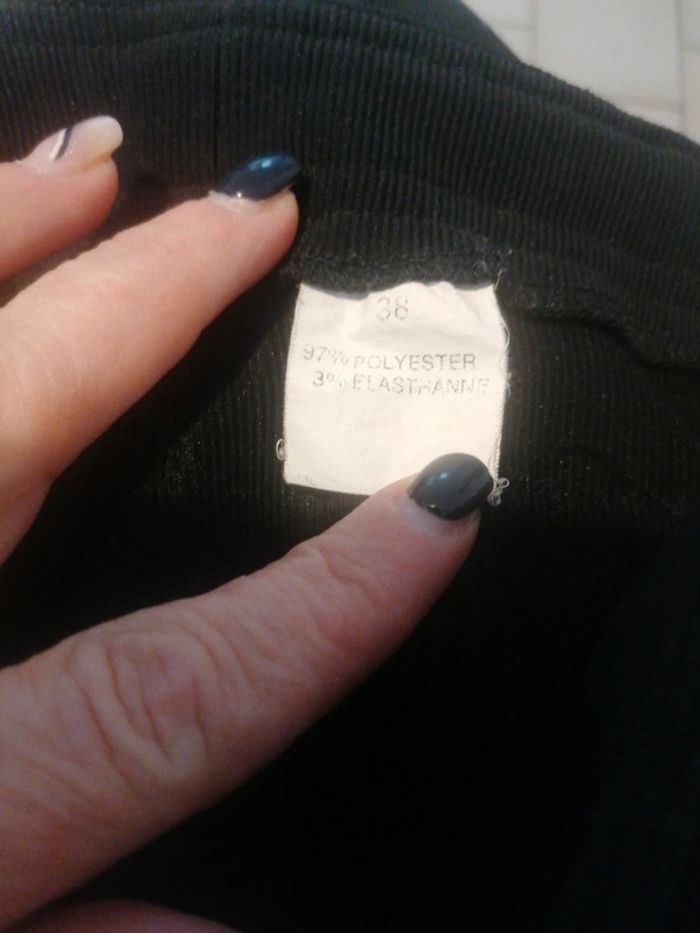 38
97% POLYESTER
3% ELASTHANNE